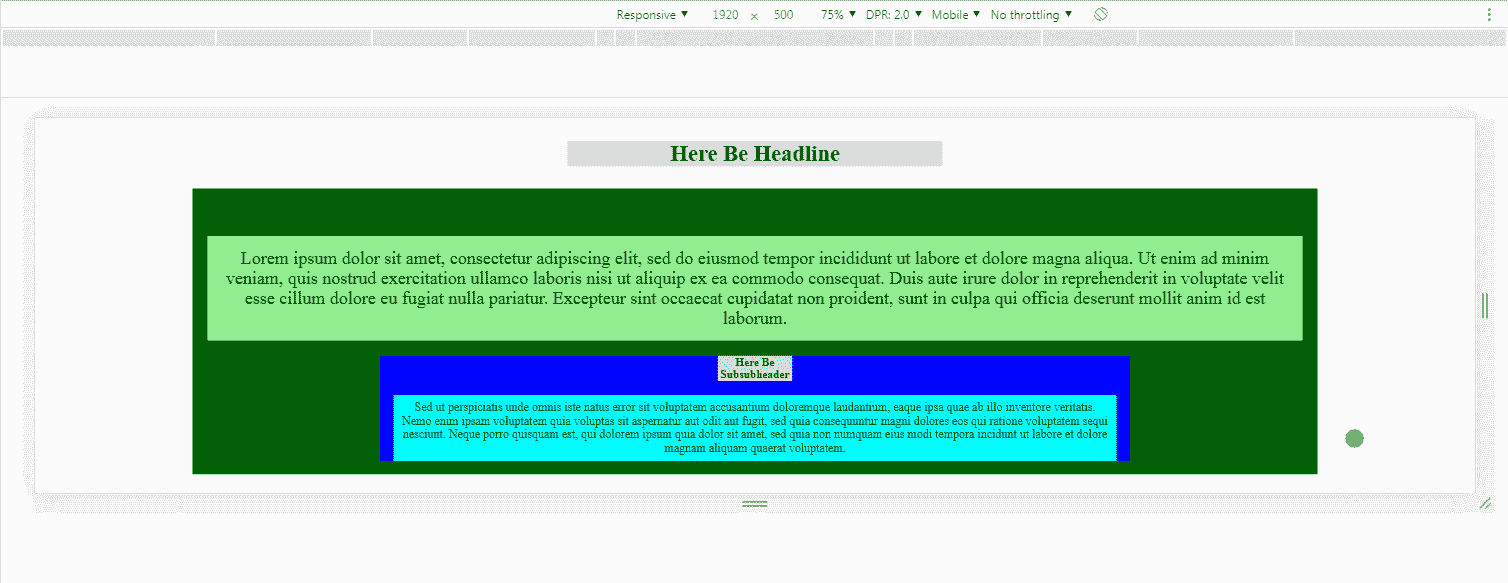 Responsive ▼ 1920 x 500 75% ▼ DPR: 2.0 ▼ Mobile ▼ No throttling ▼
Here Be Headline
Lorem ipsum dolor sit amet, consectetur adipiscing elit, sed do eiusmod tempor incididunt ut labore et dolore magna aliqua. Ut enim ad minim
veniam, quis nostrud exercitation ullamco laboris nisi ut aliquip ex ea commodo consequat. Duis aute irure dolor in reprehenderit in voluptate velit
esse cillum dolore eu fugiat nulla pariatur. Excepteur sint occaecat cupidatat non proident, sunt in culpa qui officia deserunt mollit anim id est
laborum.
Here Be
Subsubheader
Sed ut perspiciatis unde omnis iste natus error sit voluptatem accusantium doloremque laudantium, eaque ipsa quae ab illo inventore veritatis.
Nemo enim ipsam voluptatem quia voluptas sit aspernatur aut odit aut fugit, sed quia consequuntur magni dolores eos qui ratione voluptatem sequi
nesciunt. Neque porro quisquam est, qui dolorem ipsum quia dolor sit amet, sed quia non numquam eius modi tempora incidunt ut labore et dolore
magnam aliquam quaerat voluptatem.